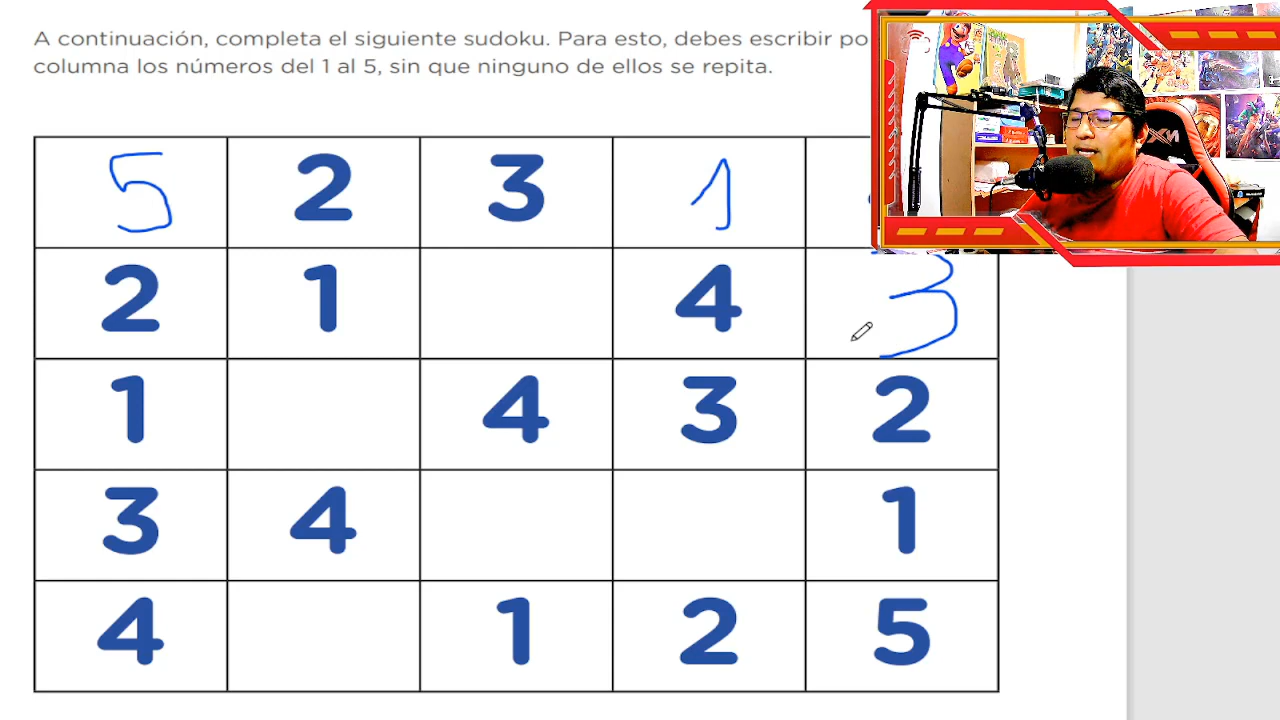 A continuación, completa el siguiente sudoku. Para esto, debes escribir
columna los números del 1 al 5, sin que ninguno de ellos se repita.
5 2 3 1
2 1 4 3
1 4 3 2
3 4 1
4 1 2 5